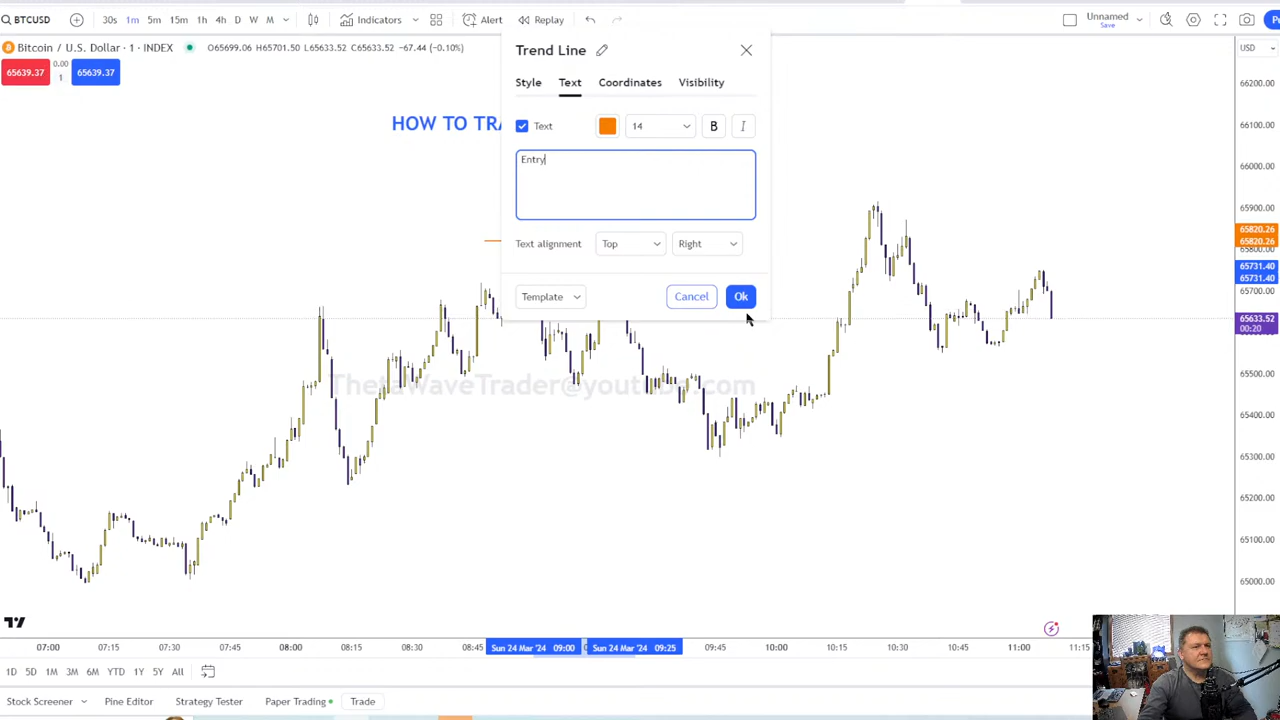 BTCUSD 30s 1m 5m 15m 1h 4h D W M Indicators Alert Replay Unnamed
Save
Bitcoin / U.S. Dollar · 1 · INDEX O65699.06 H65701.50 L65633.52 C65633.52 −67.44 (−0.10%)
USD
65639.37 0.00 65639.37
1
Trend Line
Style Text Coordinates Visibility
Text 14 B I
Entry
Text alignment Top Right
Template Cancel Ok
HOW TO TRA
ThetaWaveTrader@youtube.com
66200.00
66100.00
66000.00
65900.00
65820.26
65820.26
65800.00
65731.40
65731.40
65700.00
65633.52
00:20
65500.00
65400.00
65300.00
65200.00
65100.00
65000.00
07:00 07:15 07:30 07:45 08:00 08:15 08:30 08:45 Sun 24 Mar '24 09:00 Sun 24 Mar '24 09:25 09:45 10:00 10:15 10:30 10:45 11:00 11:15
1D 5D 1M 3M 6M YTD 1Y 5Y All
Stock Screener Pine Editor Strategy Tester Paper Trading Trade